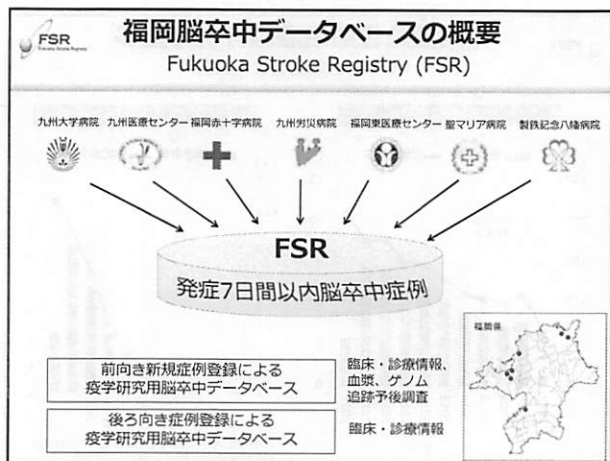 FSR
Fukuoka Stroke Registry
福岡脳卒中データベースの概要
Fukuoka Stroke Registry (FSR)
九州大学病院 九州医療センター 福岡赤十字病院 九州労災病院 福岡東医療センター 聖マリア病院 製鉄記念八幡病院
FSR
発症7日間以内脳卒中症例
前向き新規症例登録による
疫学研究用脳卒中データベース
臨床・診療情報、
血漿、ゲノム
追跡予後調査
後ろ向き症例登録による
疫学研究用脳卒中データベース
臨床・診療情報
福岡県